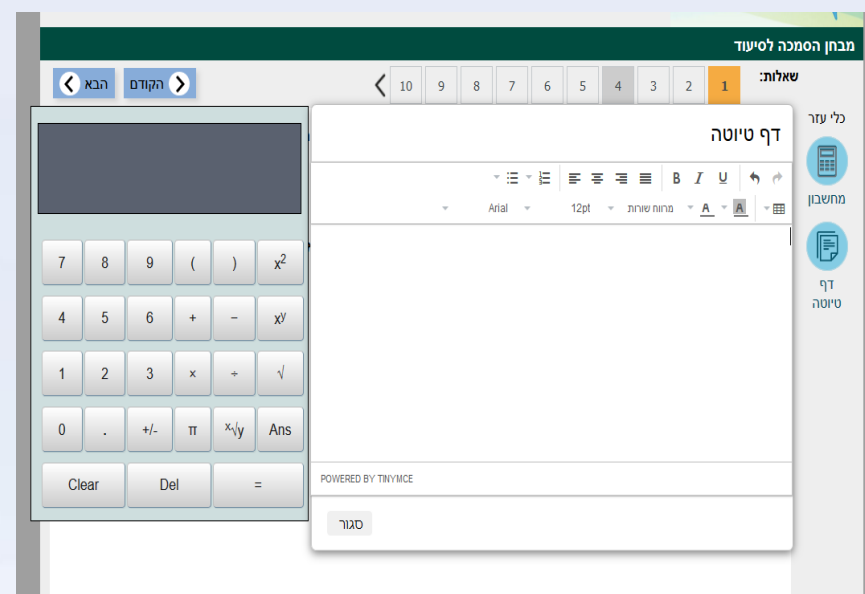 מבחן הסמכה לסיעוד
שאלות:
1 2 3 4 5 6 7 8 9 10
הקודם
הבא
כלי עזר
מחשבון
דף
טיוטה
דף טיוטה
B I U
A A מרווח שורות 12pt Arial
POWERED BY TINYMCE
סגור
7 8 9 ( ) x²
4 5 6 + − xʸ
1 2 3 × ÷ √
0 . +/- π ˣ√y Ans
Clear Del =